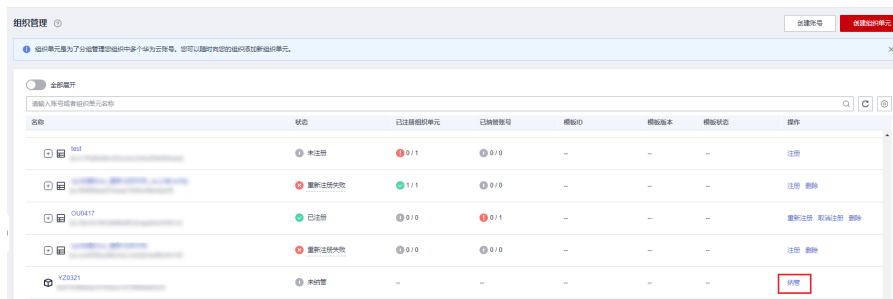 组织管理
创建账号
创建组织单元
组织单元是为了分组管理您组织中多个华为云账号。您可以随时向您的组织添加新组织单元。
全部展开
请输入账号或者组织单元名称
名称 状态 已注册组织单元 已纳管账号 模板ID 模板版本 模板状态 操作
test 未注册 0 / 1 0 / 0 -- -- -- 注册
重新注册失败 1 / 1 0 / 0 -- -- -- 注册 删除
OU0417 已注册 0 / 0 0 / 1 -- -- -- 重新注册 取消注册 删除
重新注册失败 0 / 0 0 / 0 -- -- -- 注册 删除
YZ0321 未纳管 -- -- -- -- -- 纳管